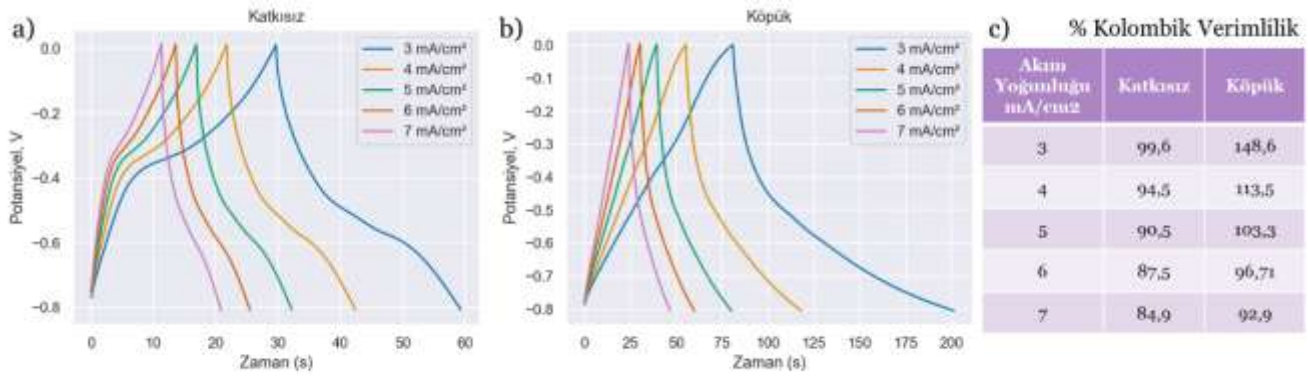 a)
Katkısız
0.0
−0.2
−0.4
−0.6
−0.8
Potansiyel, V
0
10
20
30
40
50
60
Zaman (s)
3 mA/cm²
4 mA/cm²
5 mA/cm²
6 mA/cm²
7 mA/cm²
b)
Köpük
0.0
−0.1
−0.2
−0.3
−0.4
−0.5
−0.6
−0.7
−0.8
Potansiyel, V
0
25
50
75
100
125
150
175
200
Zaman (s)
3 mA/cm²
4 mA/cm²
5 mA/cm²
6 mA/cm²
7 mA/cm²
c)
% Kolombik Verimlilik
Akım
Yoğunluğu
mA/cm2
Katkısız
Köpük
3 99,6 148,6
4 94,5 113,5
5 90,5 103,3
6 87,5 96,71
7 84,9 92,9